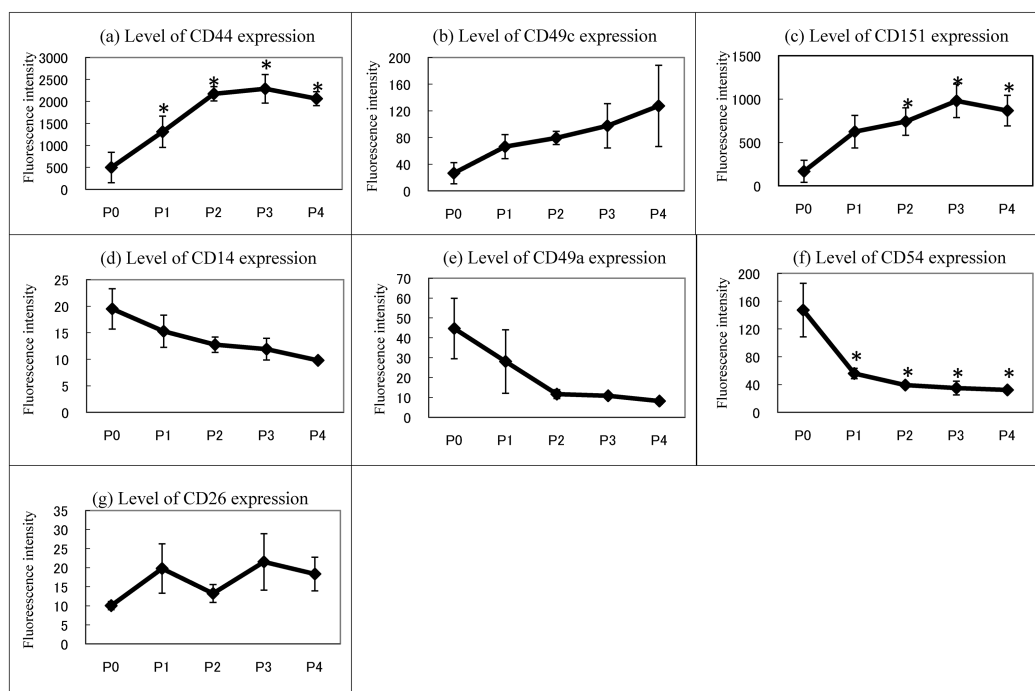 (a) Level of CD44 expression
Fluorescence intensity
3000
2500
2000
1500
1000
500
0
* * * *
P0 P1 P2 P3 P4
(b) Level of CD49c expression
Fluorescence intensity
200
160
120
80
40
0
P0 P1 P2 P3 P4
(c) Level of CD151 expression
Fluorescence intensity
1500
1000
500
0
* * *
P0 P1 P2 P3 P4
(d) Level of CD14 expression
Fluorescence intensity
25
20
15
10
5
0
P0 P1 P2 P3 P4
(e) Level of CD49a expression
Fluorescence intensity
70
60
50
40
30
20
10
0
P0 P1 P2 P3 P4
(f) Level of CD54 expression
Fluorescence intensity
200
160
120
80
40
0
* * * *
P0 P1 P2 P3 P4
(g) Level of CD26 expression
Fluoreescence intensity
35
30
25
20
15
10
5
0
P0 P1 P2 P3 P4